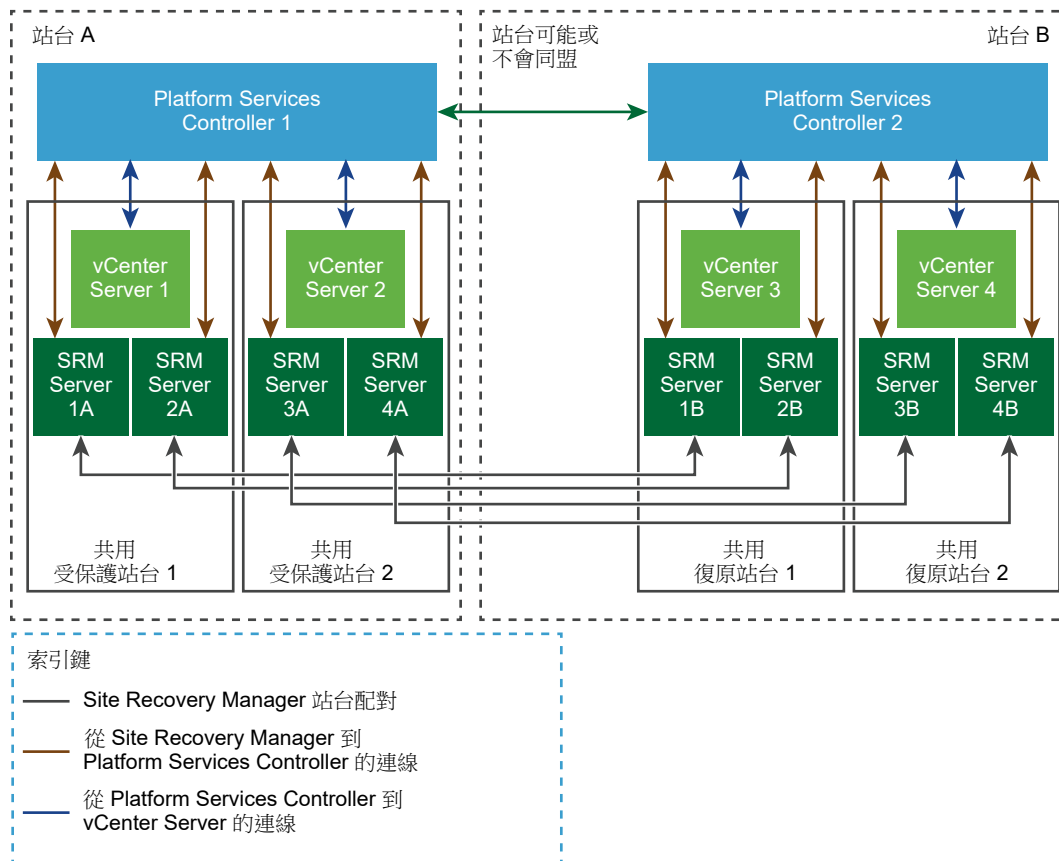 站台 A
站台可能或
不會同盟
站台 B
Platform Services
Controller 1
Platform Services
Controller 2
vCenter
Server 1
vCenter
Server 2
vCenter
Server 3
vCenter
Server 4
SRM
Server
1A
SRM
Server
2A
SRM
Server
3A
SRM
Server
4A
SRM
Server
1B
SRM
Server
2B
SRM
Server
3B
SRM
Server
4B
共用
受保護站台 1
共用
受保護站台 2
共用
復原站台 1
共用
復原站台 2
索引鍵
Site Recovery Manager 站台配對
從 Site Recovery Manager 到
Platform Services Controller 的連線
從 Platform Services Controller 到
vCenter Server 的連線